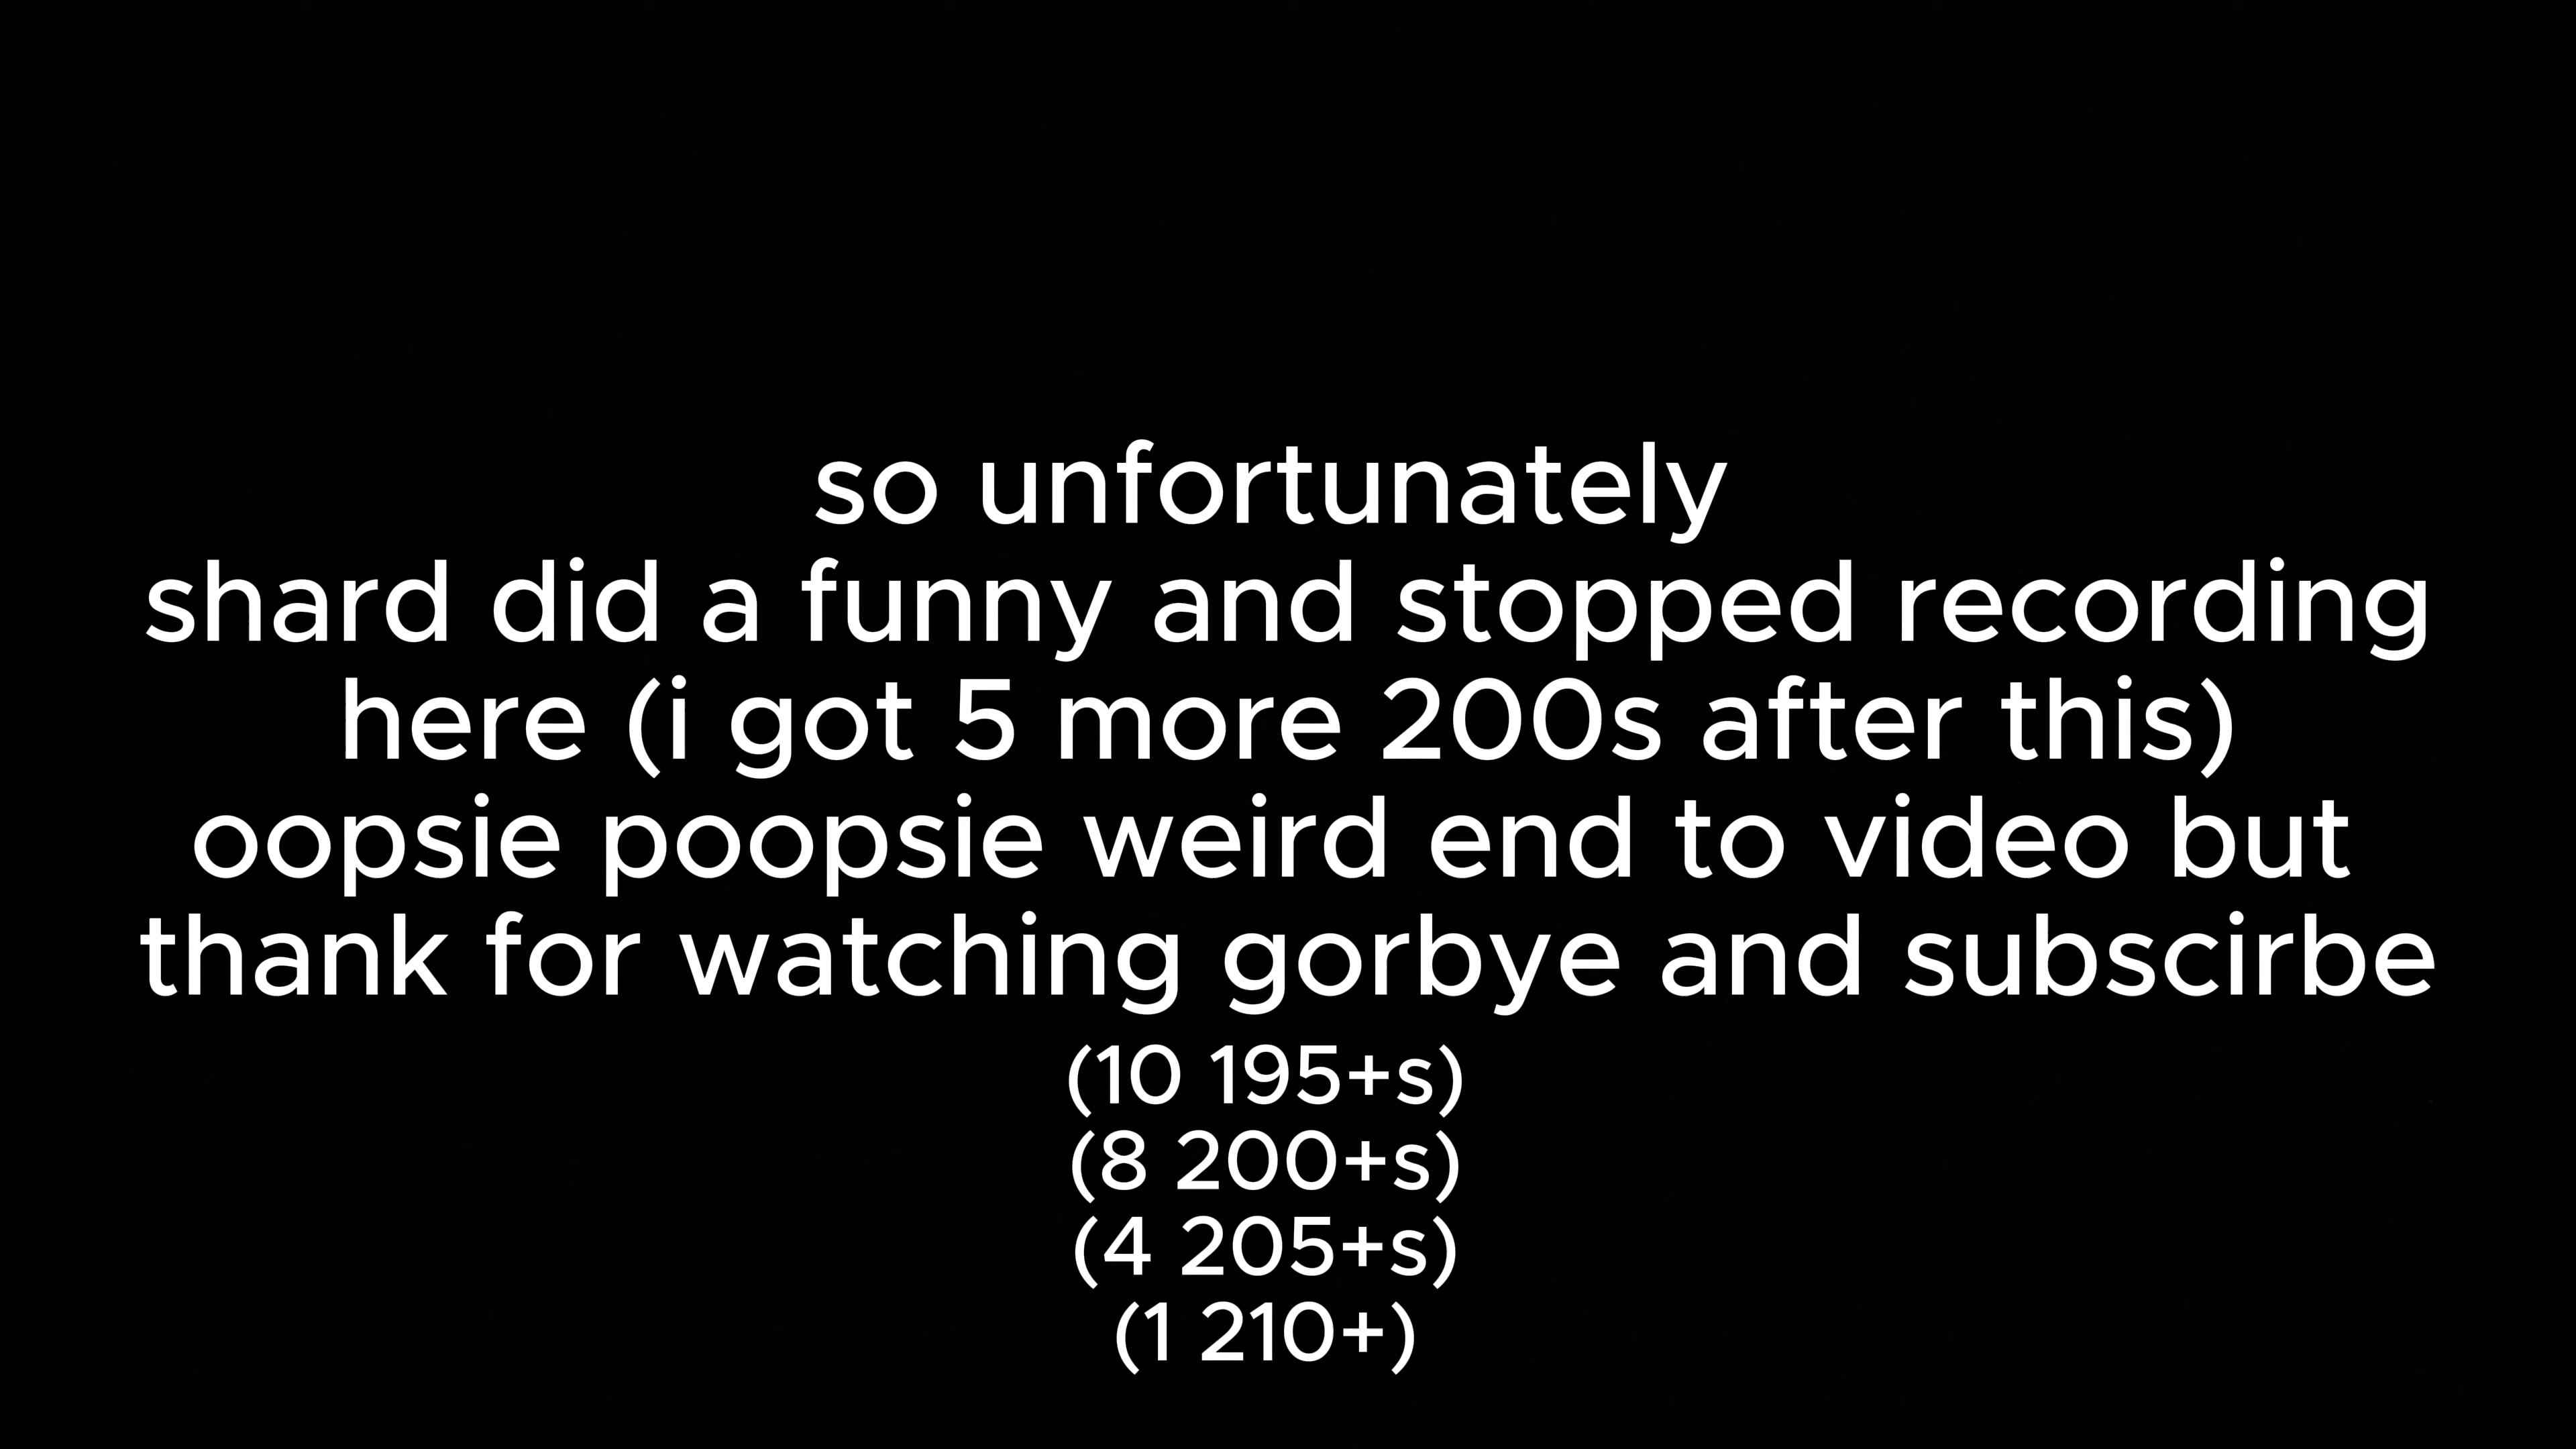 so unfortunately
shard did a funny and stopped recording
here (i got 5 more 200s after this)
oopsie poopsie weird end to video but
thank for watching gorbye and subscirbe
(10 195+s)
(8 200+s)
(4 205+s)
(1 210+)